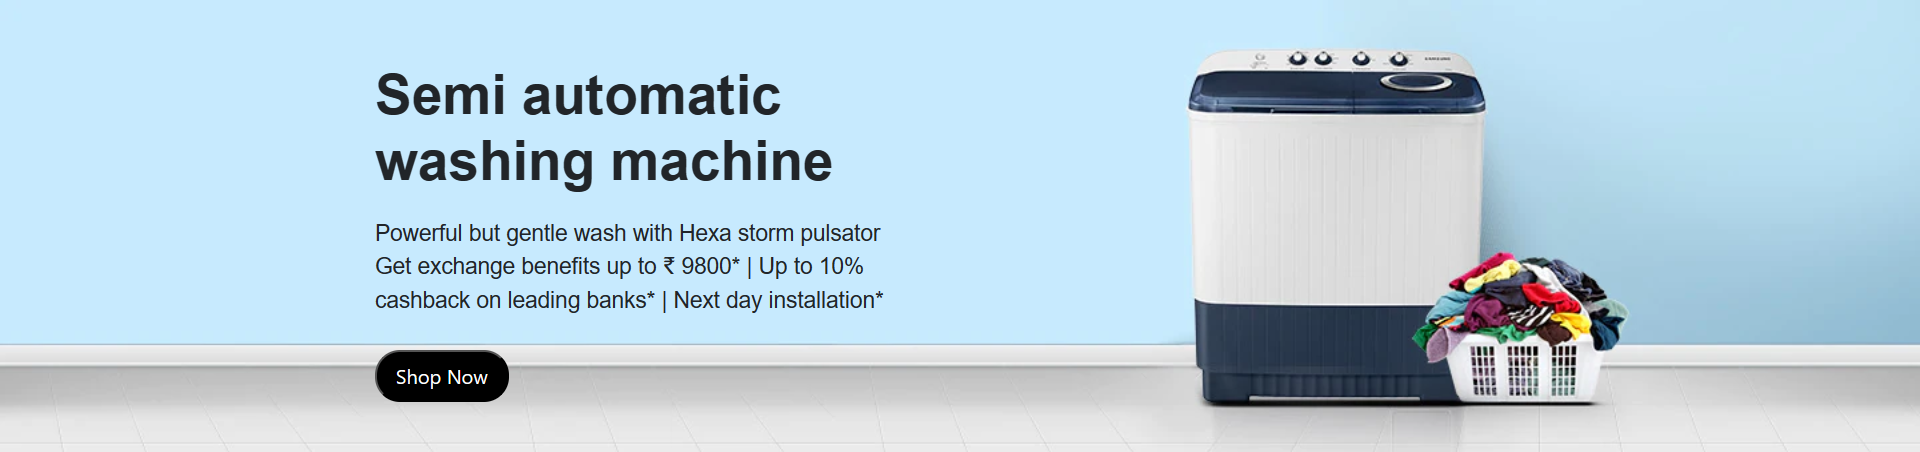 Semi automatic
washing machine
Powerful but gentle wash with Hexa storm pulsator
Get exchange benefits up to ₹ 9800* | Up to 10%
cashback on leading banks* | Next day installation*
Shop Now